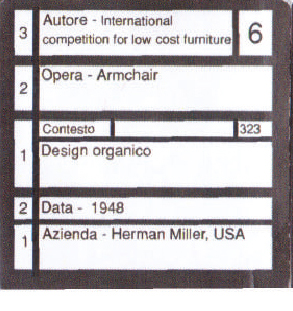 3 Autore - International 6
competition for low cost furniture
2 Opera - Armchair
Contesto 323
1 Design organico
2 Data - 1948
1 Azienda - Herman Miller, USA